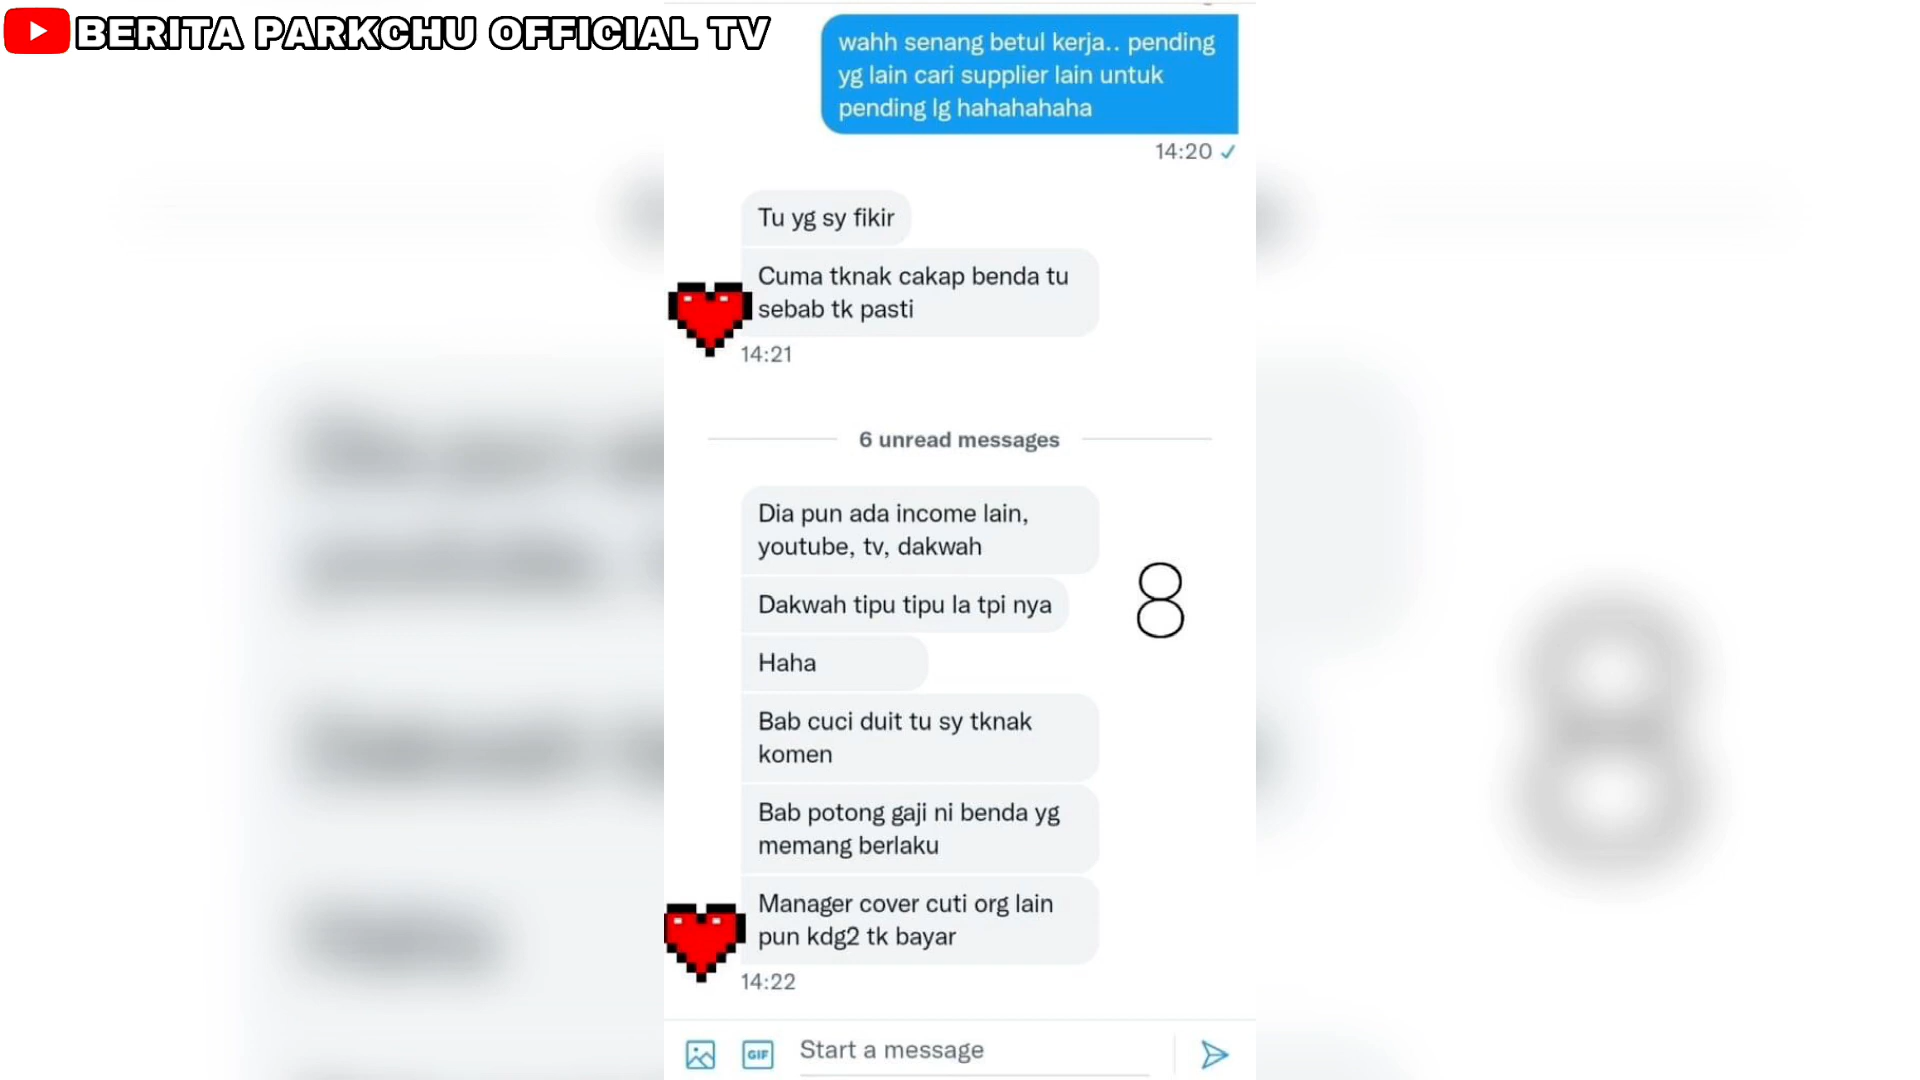 BERITA PARKCHU OFFICIAL TV
wahh senang betul kerja.. pending
yg lain cari supplier lain untuk
pending lg hahahahaha
14:20
Tu yg sy fikir
Cuma tknak cakap benda tu
sebab tk pasti
14:21
6 unread messages
Dia pun ada income lain,
youtube, tv, dakwah
8
Dakwah tipu tipu la tpi nya
Haha
Bab cuci duit tu sy tknak
komen
Bab potong gaji ni benda yg
memang berlaku
Manager cover cuti org lain
pun kdg2 tk bayar
14:22
GIF
Start a message